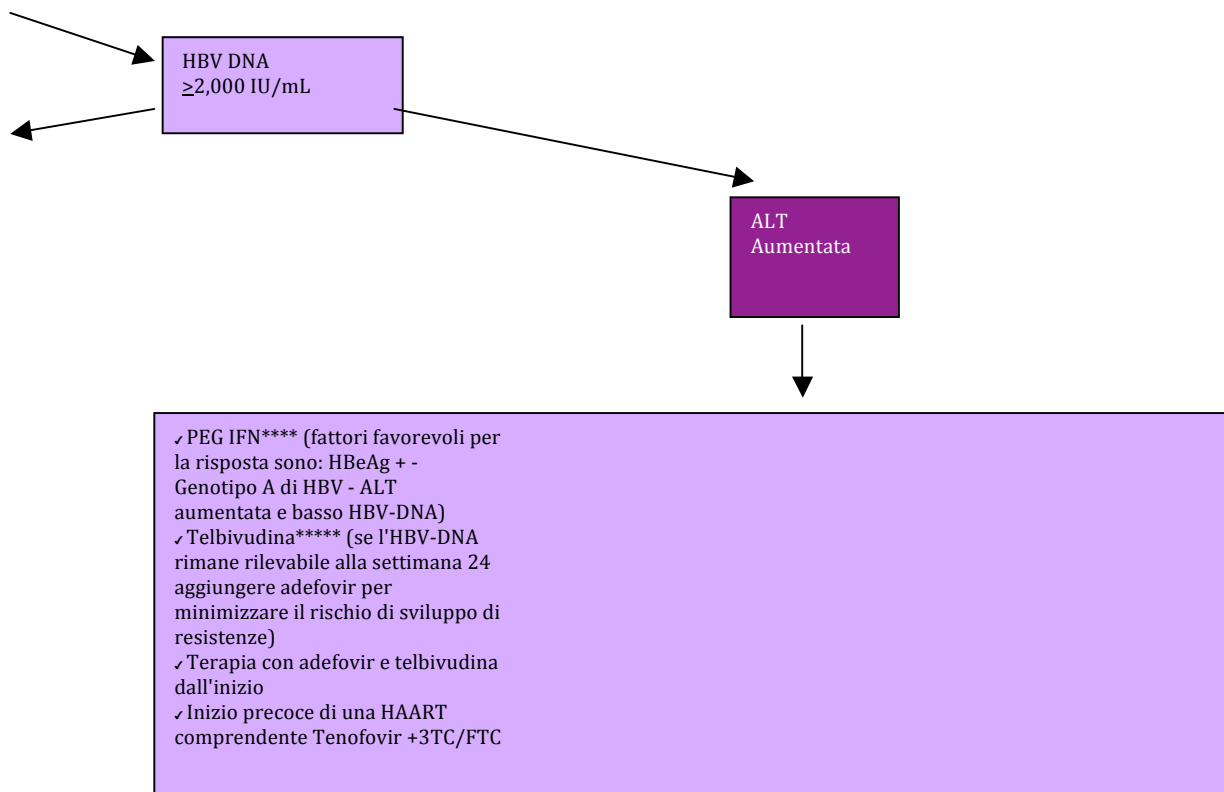 HBV DNA
≥2,000 IU/mL
ALT
Aumentata
✓PEG IFN**** (fattori favorevoli per
la risposta sono: HBeAg + -
Genotipo A di HBV - ALT
aumentata e basso HBV-DNA)
✓Telbivudina***** (se l'HBV-DNA
rimane rilevabile alla settimana 24
aggiungere adefovir per
minimizzare il rischio di sviluppo di
resistenze)
✓Terapia con adefovir e telbivudina
dall'inizio
✓Inizio precoce di una HAART
comprendente Tenofovir +3TC/FTC